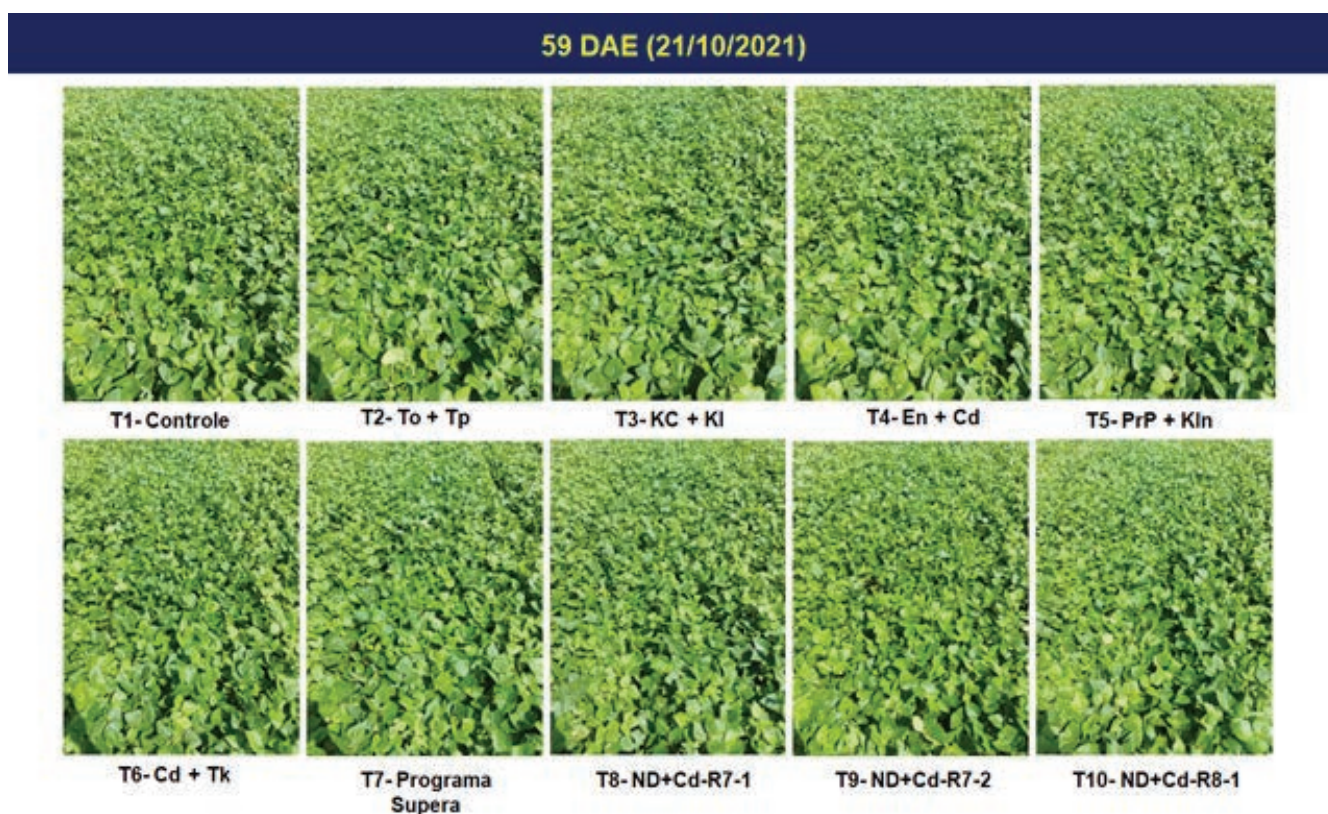 59 DAE (21/10/2021)
T1- Controle
T2- To + Tp
T3- KC + Kl
T4- En + Cd
T5- PrP + Kln
T6- Cd + Tk
T7- Programa
Supera
T8- ND+Cd-R7-1
T9- ND+Cd-R7-2
T10- ND+Cd-R8-1